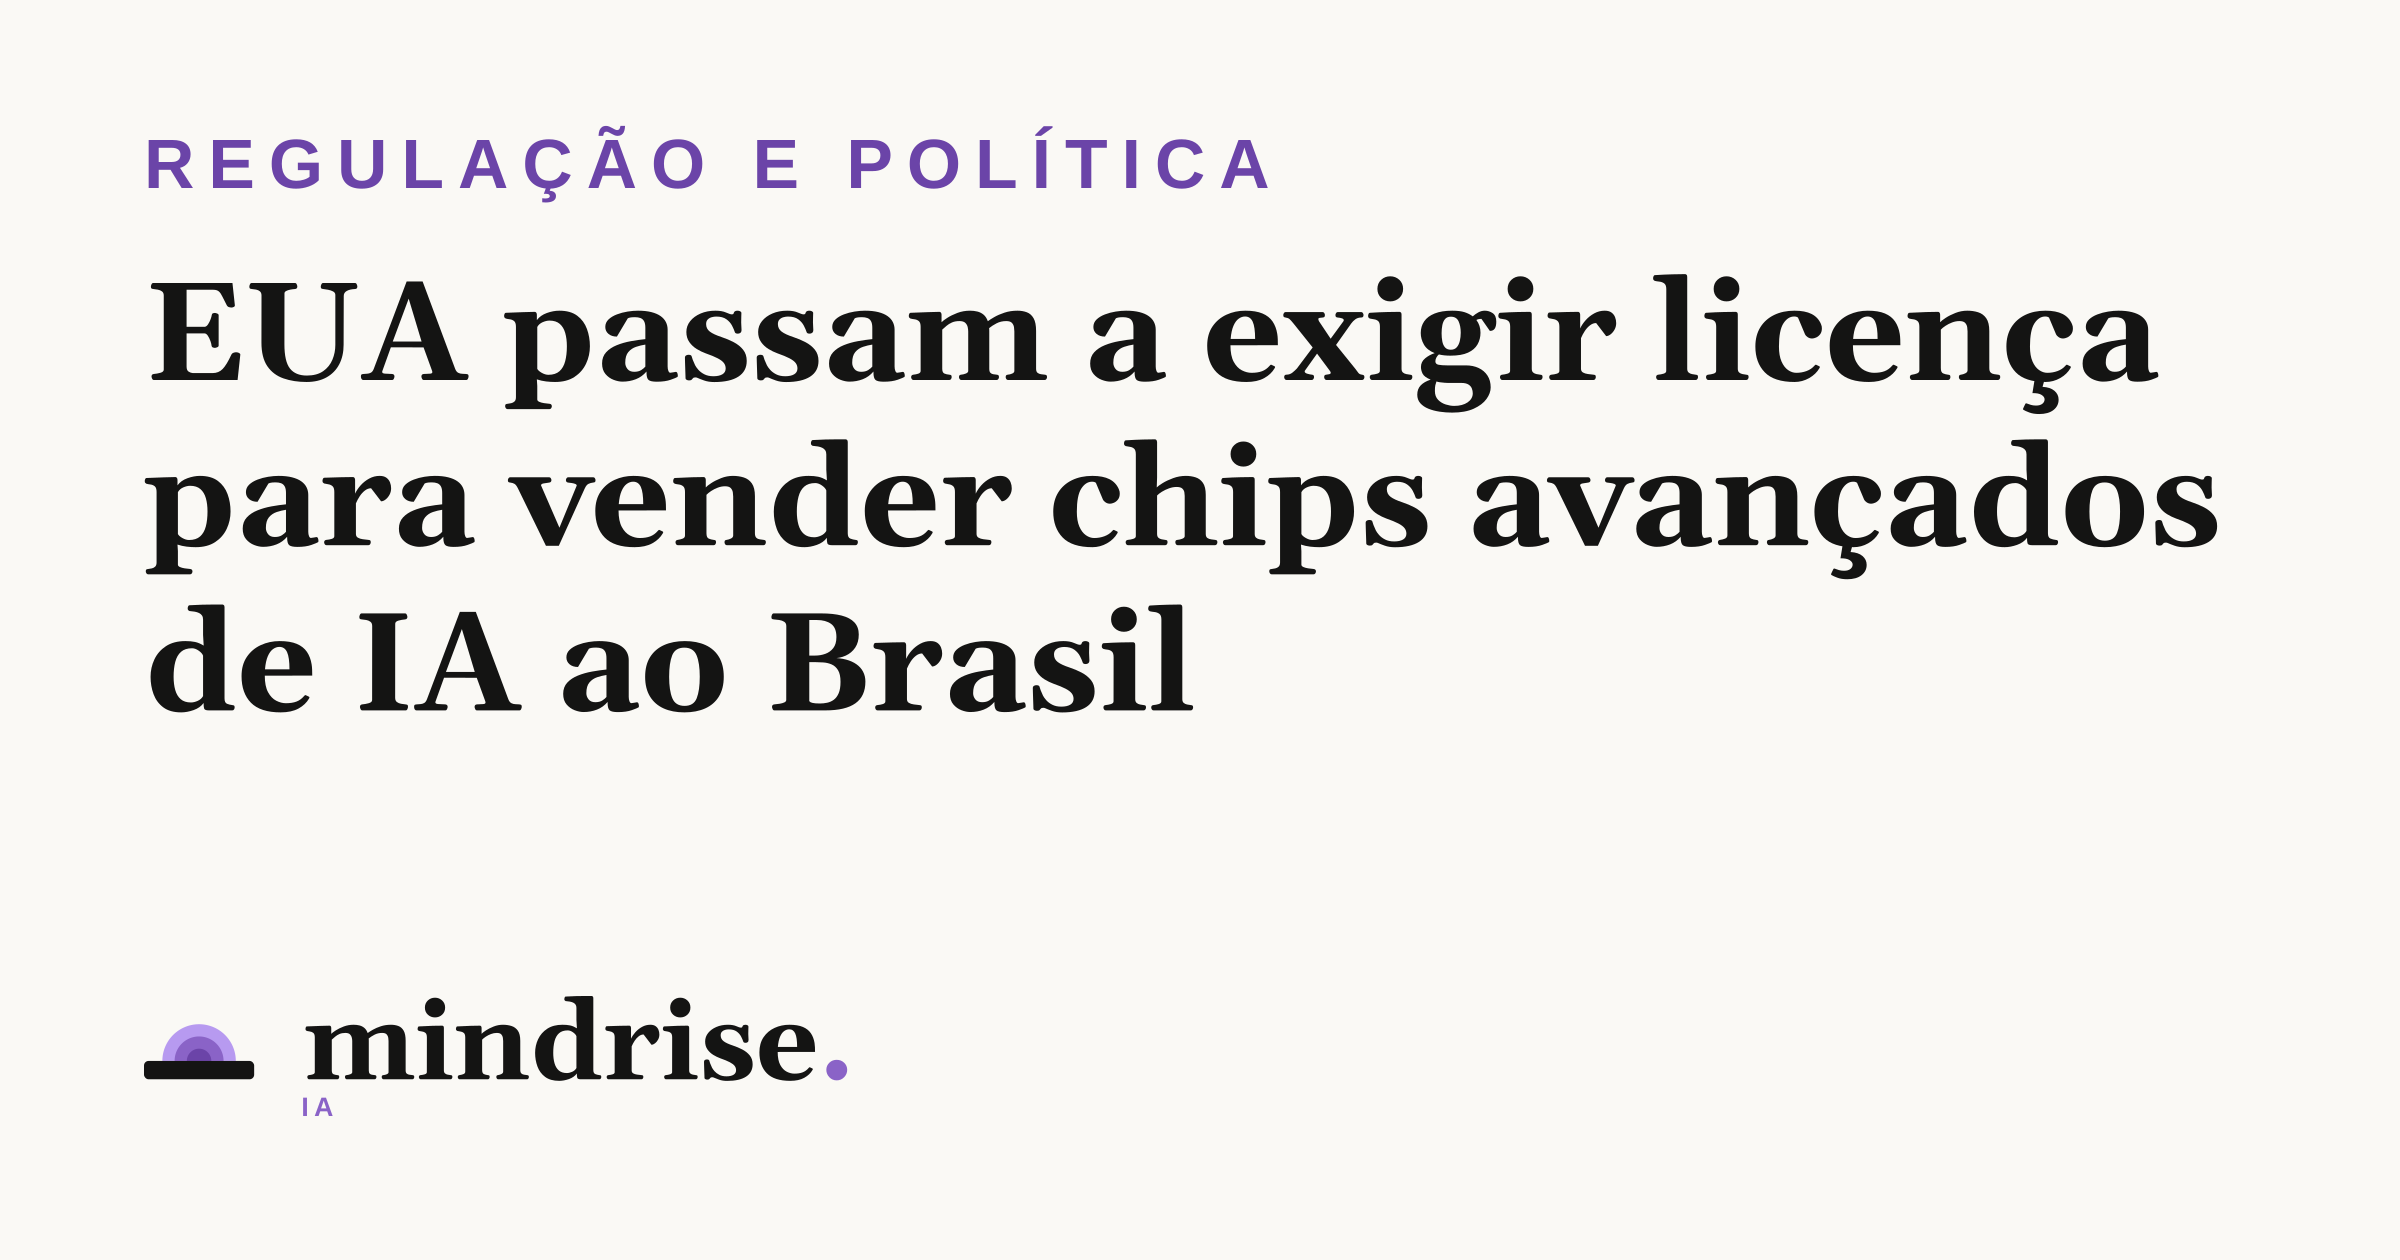 REGULAÇÃO E POLÍTICA
EUA passam a exigir licença
para vender chips avançados
de IA ao Brasil
mindrise.
IA